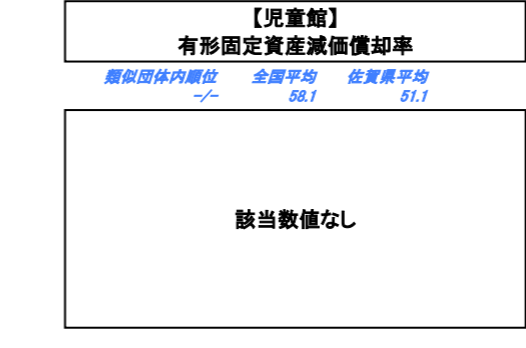 【児童館】
有形固定資産減価償却率
類似団体内順位 全国平均 佐賀県平均
-/- 58.1 51.1
該当数値なし